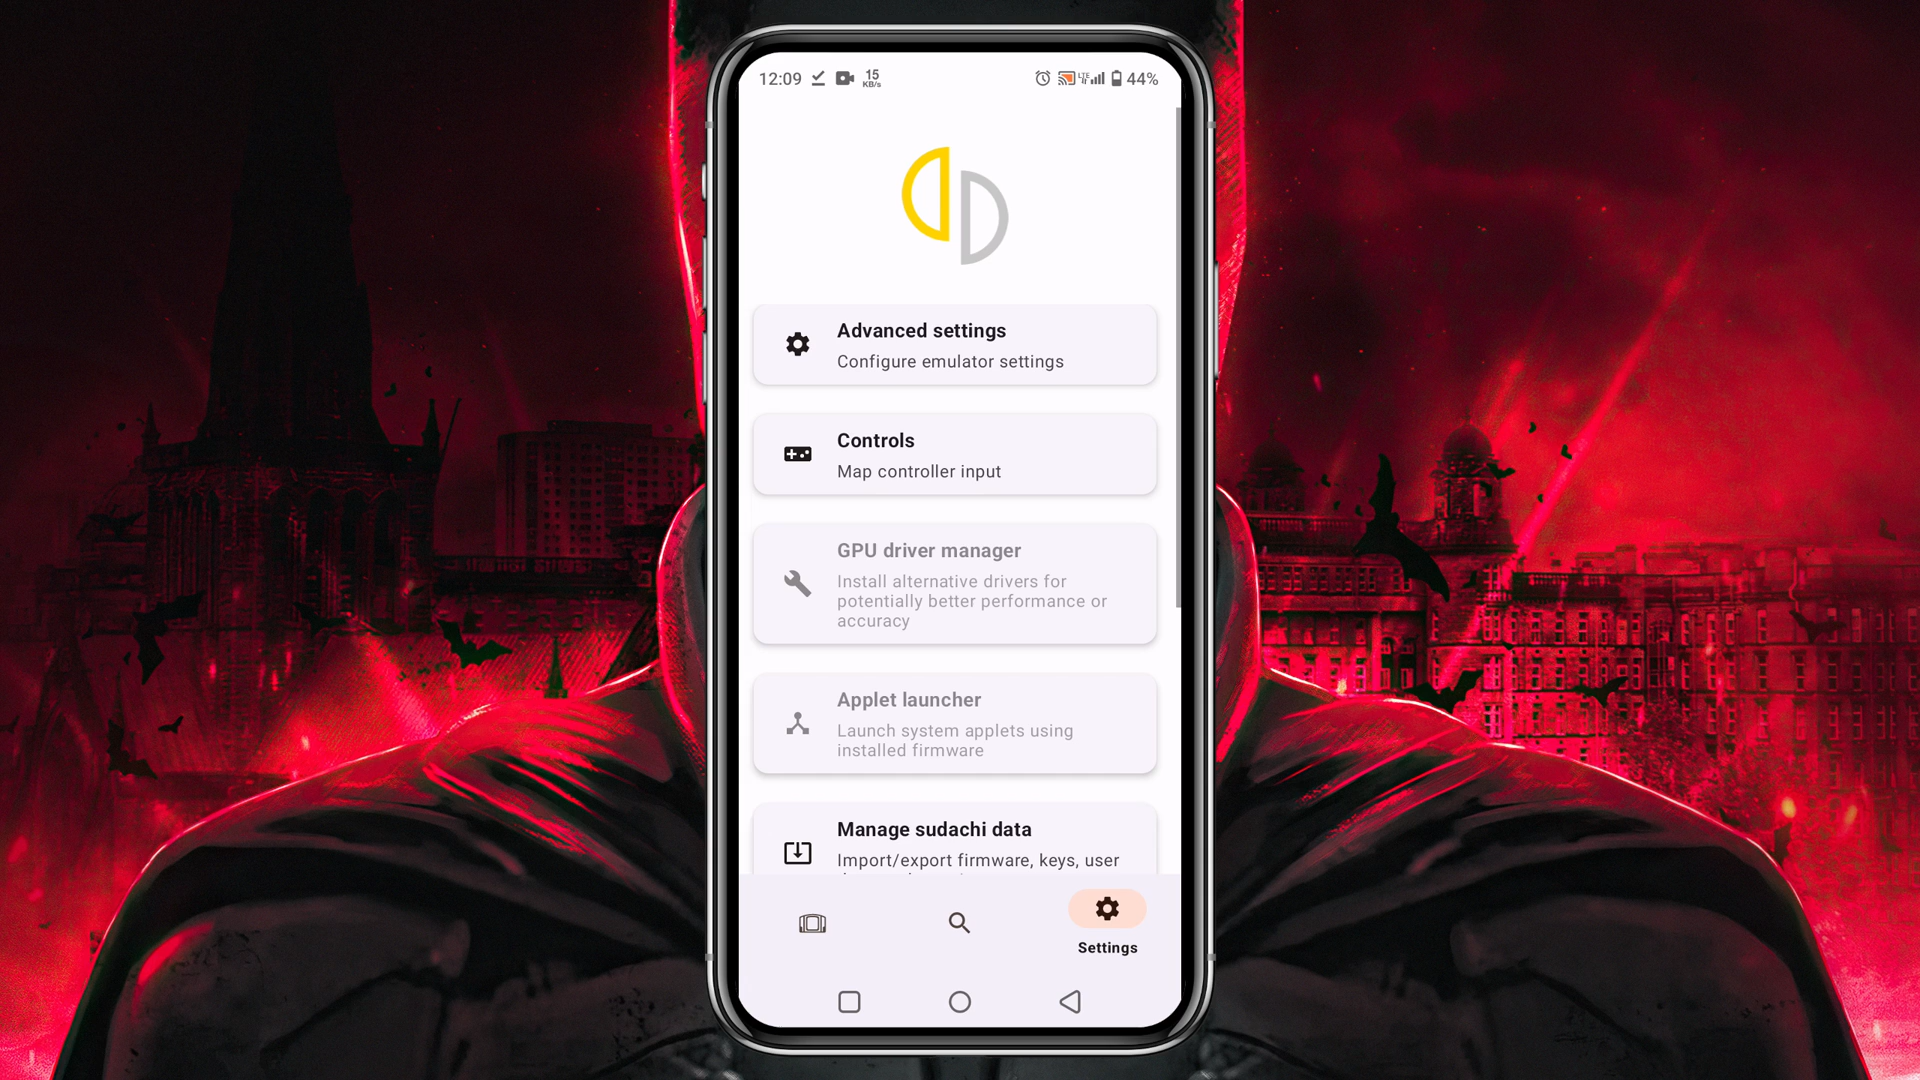 12:09 15 KB/s LTE 44%
Advanced settings
Configure emulator settings
Controls
Map controller input
GPU driver manager
Install alternative drivers for
potentially better performance or
accuracy
Applet launcher
Launch system applets using
installed firmware
Manage sudachi data
Import/export firmware, keys, user
Settings